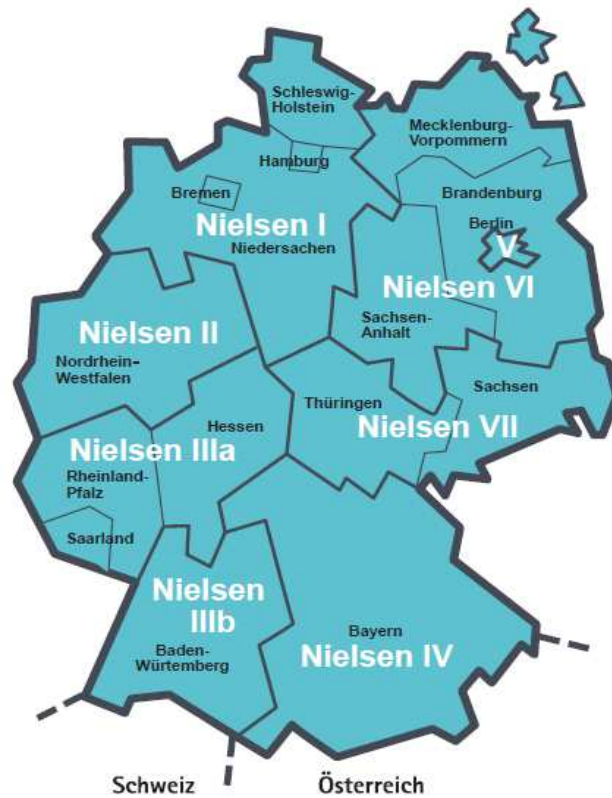 Schleswig-
Holstein
Mecklenburg-
Vorpommern
Hamburg
Bremen
Brandenburg
Berlin
Nielsen I
V
Niedersachen
Nielsen VI
Sachsen-
Anhalt
Nielsen II
Nordrhein-
Westfalen
Sachsen
Thüringen
Hessen
Nielsen VII
Nielsen IIIa
Rheinland-
Pfalz
Saarland
Nielsen
IIIb
Bayern
Baden-
Würtemberg
Nielsen IV
Schweiz
Österreich